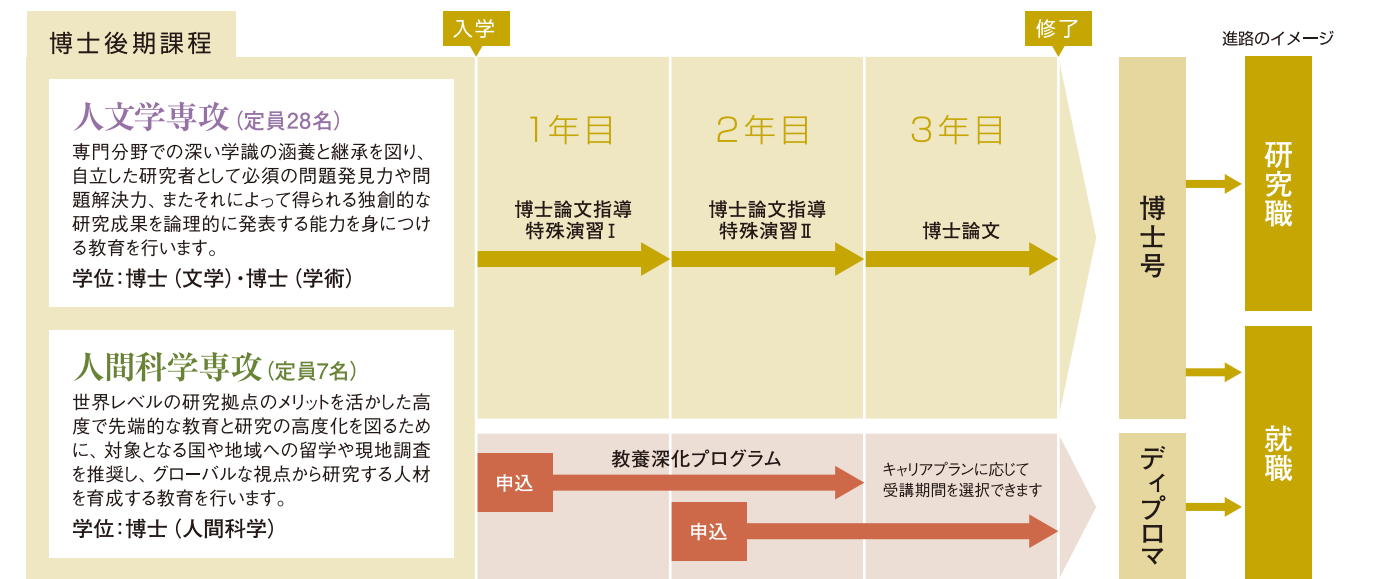 博士後期課程
人文学専攻（定員28名）
専門分野での深い学識の涵養と継承を図り、
自立した研究者として必須の問題発見力や問
題解決力、またそれによって得られる独創的な
研究成果を論理的に発表する能力を身につけ
る教育を行います。
学位：博士（文学）・博士（学術）
人間科学専攻（定員7名）
世界レベルの研究拠点のメリットを活かした高
度で先端的な教育と研究の高度化を図るため
に、対象となる国や地域への留学や現地調査
を推奨し、グローバルな視点から研究する人材
を育成する教育を行います。
学位：博士（人間科学）
入学
修了
1年目
2年目
3年目
博士論文指導
特殊演習Ⅰ
博士論文指導
特殊演習Ⅱ
博士論文
教養深化プログラム
申込
申込
キャリアプランに応じて
受講期間を選択できます
博士号
ディプロマ
進路のイメージ
研究職
就職